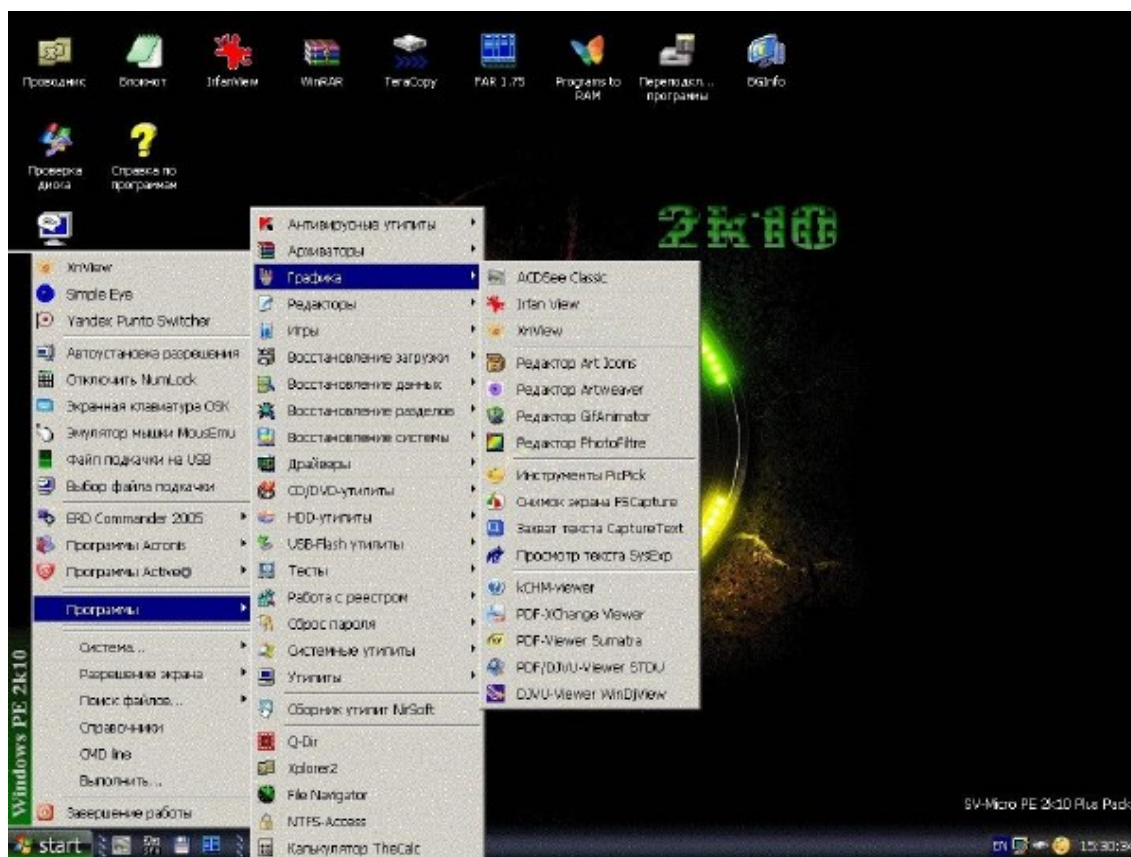 Проводник Блокнот IrfanView WinRAR TeraCopy FAR 1.75 Programs to RAM Переподкл... программы BGInfo
Проверка диска Справка по программам
2k10
XnView
Simple Eye
Yandex Punto Switcher
Автоустановка разрешения
Отключить NumLock
Экранная клавиатура OSK
Эмулятор мышки MousEmu
Файл подкачки на USB
Выбор файла подкачки
ERD Commander 2005
Программы Acronis
Программы Active@
Программы
Система...
Разрешение экрана
Поиск файлов...
Справочники
CMD line
Выполнить...
Завершение работы
Windows PE 2k10
Антивирусные утилиты
Архиваторы
Графика
Редакторы
Игры
Восстановление загрузки
Восстановление данных
Восстановление разделов
Восстановление системы
Драйверы
CD/DVD-утилиты
HDD-утилиты
USB-Flash утилиты
Тесты
Работа с реестром
Сброс пароля
Системные утилиты
Утилиты
Сборник утилит NirSoft
Q-Dir
Xplorer2
File Navigator
NTFS-Access
Калькулятор TheCalc
ACDSee Classic
Irfan View
XnView
Редактор Art Icons
Редактор Artweaver
Редактор GifAnimator
Редактор PhotoFiltre
Инструменты PicPick
Снимок экрана FSCapture
Захват текста CaptureText
Просмотр текста SysExp
kCHM-viewer
PDF-XChange Viewer
PDF-Viewer Sumatra
PDF/DJVU-Viewer STDU
DJVU-Viewer WinDjView
SV-Micro PE 2k10 Plus Pack
start
EN